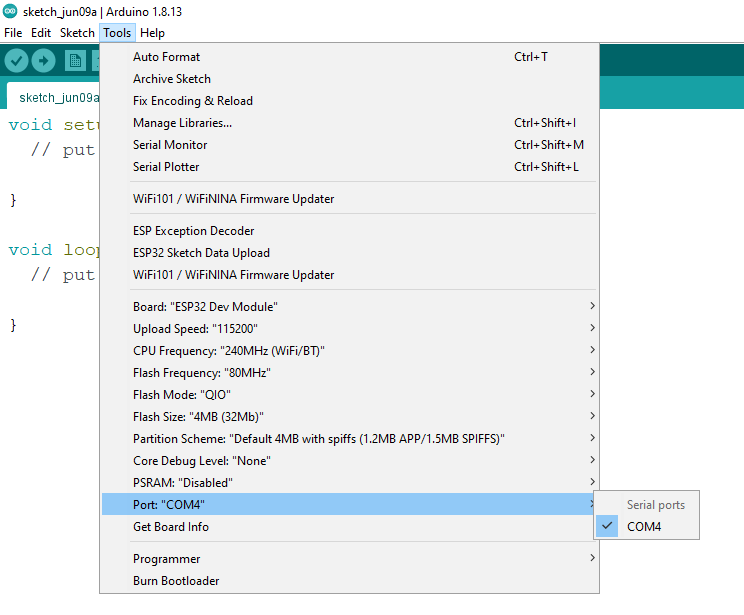 sketch_jun09a | Arduino 1.8.13
File Edit Sketch Tools Help
Auto Format Ctrl+T
Archive Sketch
Fix Encoding & Reload
Manage Libraries... Ctrl+Shift+I
Serial Monitor Ctrl+Shift+M
Serial Plotter Ctrl+Shift+L
WiFi101 / WiFiNINA Firmware Updater
ESP Exception Decoder
ESP32 Sketch Data Upload
WiFi101 / WiFiNINA Firmware Updater
Board: "ESP32 Dev Module"
Upload Speed: "115200"
CPU Frequency: "240MHz (WiFi/BT)"
Flash Frequency: "80MHz"
Flash Mode: "QIO"
Flash Size: "4MB (32Mb)"
Partition Scheme: "Default 4MB with spiffs (1.2MB APP/1.5MB SPIFFS)"
Core Debug Level: "None"
PSRAM: "Disabled"
Port: "COM4"
Get Board Info
Programmer
Burn Bootloader
Serial ports
COM4
sketch_jun09a
void setu
// put
}
void loop
// put
}